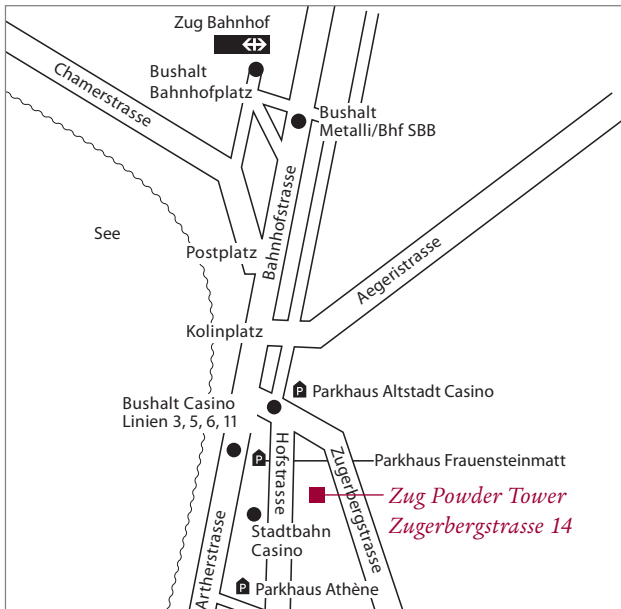 Zug Bahnhof
Bushalt
Bahnhofplatz
Chamerstrasse
Bushalt
Metalli/Bhf SBB
See
Bahnhofstrasse
Postplatz
Aegeristrasse
Kolinplatz
P Parkhaus Altstadt Casino
Bushalt Casino
Linien 3, 5, 6, 11
P
Parkhaus Frauensteinmatt
Hofstrasse
Zugerbergstrasse
Zug Powder Tower
Zugerbergstrasse 14
Stadtbahn
Casino
Artherstrasse
P Parkhaus Athène